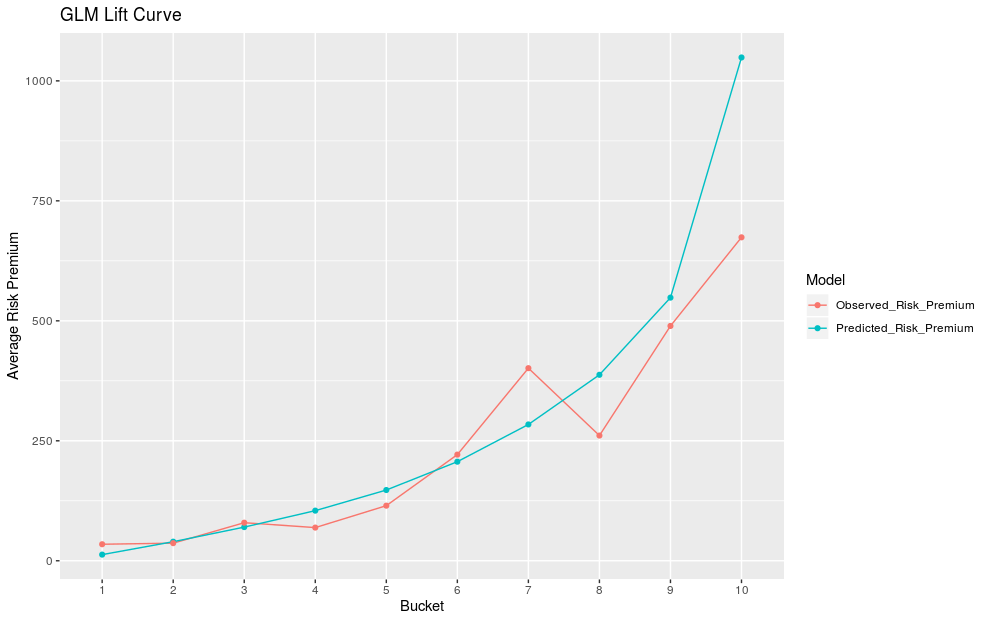 GLM Lift Curve
Average Risk Premium
1000
750
500
250
0
1 2 3 4 5 6 7 8 9 10
Bucket
Model
Observed_Risk_Premium
Predicted_Risk_Premium